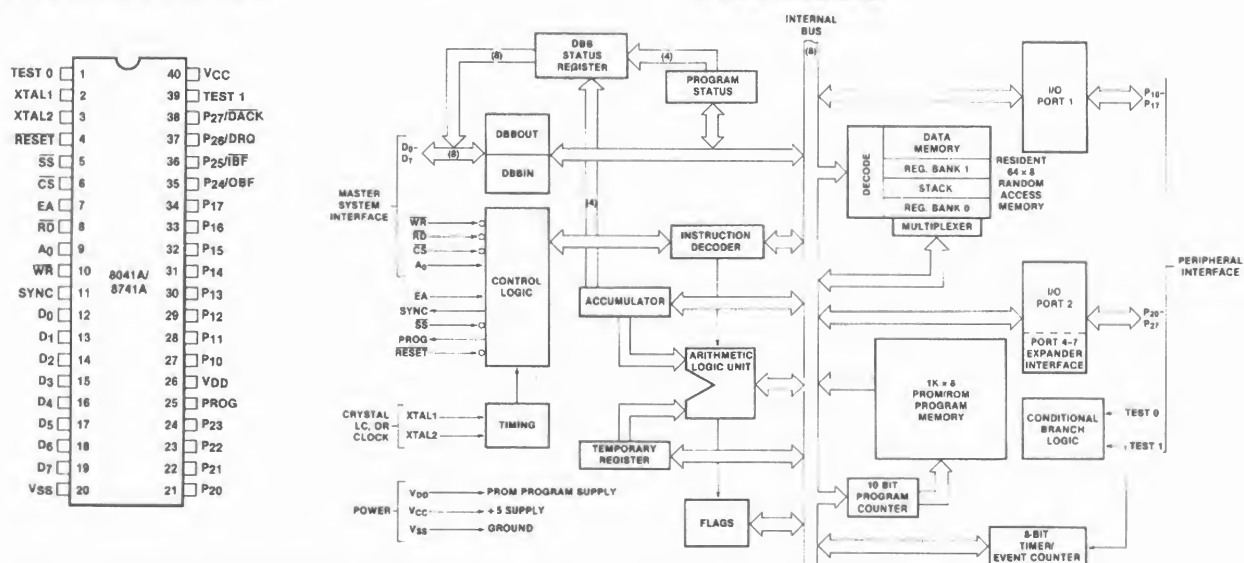 TEST 0 1 40 VCC
XTAL1 2 39 TEST 1
XTAL2 3 38 P27/DACK
RESET 4 37 P26/DRQ
SS 5 36 P25/IBF
CS 6 35 P24/OBF
EA 7 34 P17
RD 8 33 P16
A0 9 32 P15
WR 10 31 P14
SYNC 11 30 P13
D0 12 29 P12
D1 13 28 P11
D2 14 27 P10
D3 15 26 VDD
D4 16 25 PROG
D5 17 24 P23
D6 18 23 P22
D7 19 22 P21
VSS 20 21 P20
8041A/
8741A
INTERNAL
BUS
(8)
DBB
STATUS
REGISTER
(8)
(4)
PROGRAM
STATUS
D0-
D7
(8)
DBBOUT
DBBIN
MASTER
SYSTEM
INTERFACE
WR
RD
CS
A0
EA
SYNC
SS
PROG
RESET
CONTROL
LOGIC
(4)
INSTRUCTION
DECODER
ACCUMULATOR
ARITHMETIC
LOGIC UNIT
CRYSTAL
LC, OR
CLOCK
XTAL1
XTAL2
TIMING
TEMPORARY
REGISTER
FLAGS
POWER
VDD PROM PROGRAM SUPPLY
VCC +5 SUPPLY
VSS GROUND
I/O
PORT 1
P10-
P17
DECODE
DATA
MEMORY
REG. BANK 1
STACK
REG. BANK 0
MULTIPLEXER
RESIDENT
64 × 8
RANDOM
ACCESS
MEMORY
PERIPHERAL
INTERFACE
I/O
PORT 2
PORT 4-7
EXPANDER
INTERFACE
P20-
P27
1K × 8
PROM/ROM
PROGRAM
MEMORY
CONDITIONAL
BRANCH
LOGIC
TEST 0
TEST 1
10 BIT
PROGRAM
COUNTER
8-BIT
TIMER/
EVENT COUNTER